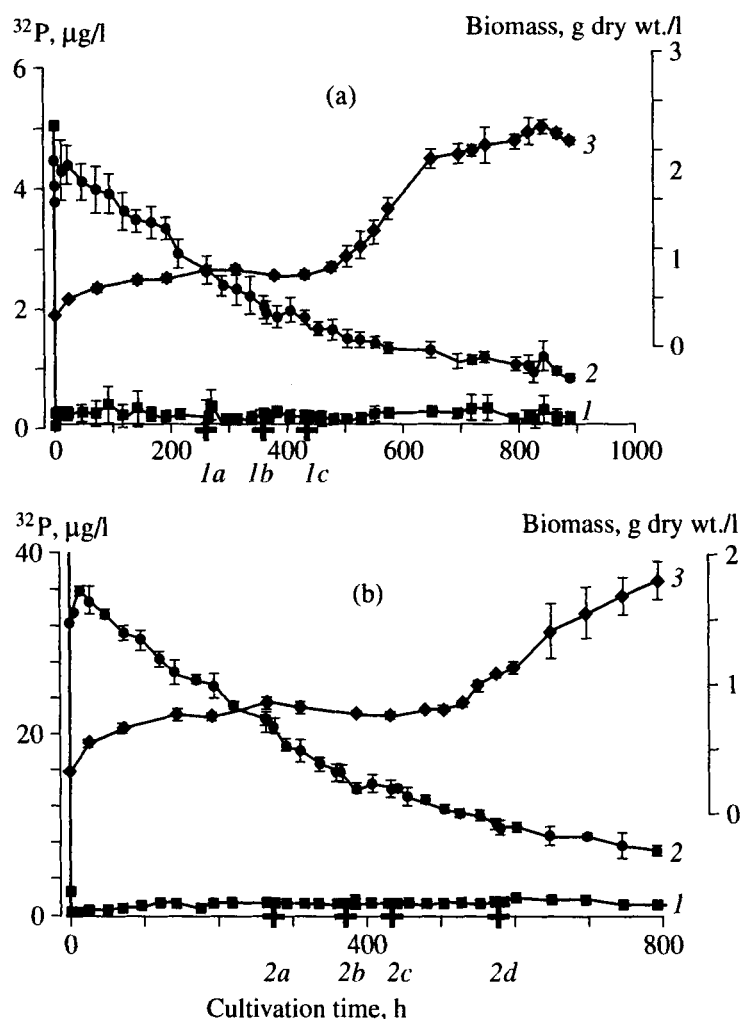 ³²P, μg/l
Biomass, g dry wt./l
6
4
2
0
(a)
3
2
1
0
3
2
1
0 200 400 600 800 1000
1a 1b 1c
³²P, μg/l
Biomass, g dry wt./l
40
20
0
(b)
2
1
0
3
2
1
0 400 800
2a 2b 2c 2d
Cultivation time, h